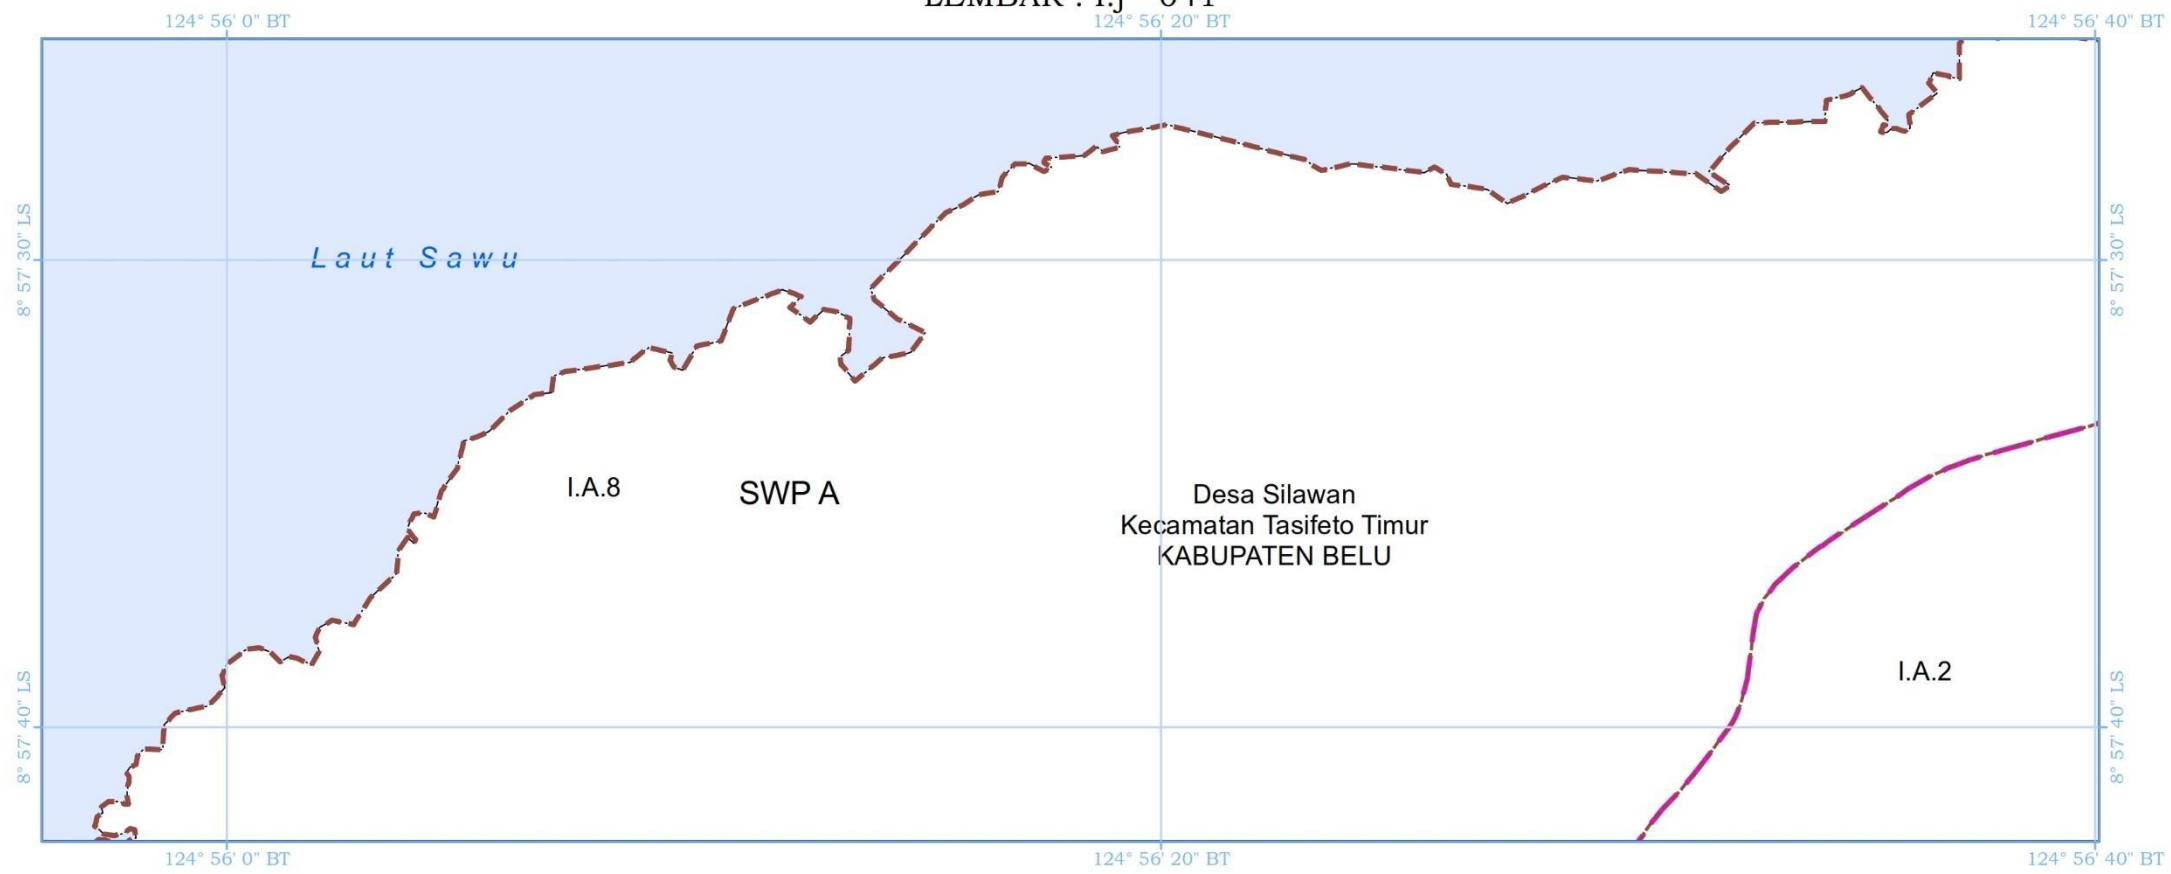 124° 56' 0" BT
124° 56' 20" BT
124° 56' 40" BT
8° 57' 30" LS
Laut Sawu
8° 57' 30" LS
I.A.8
SWP A
Desa Silawan
Kecamatan Tasifeto Timur
KABUPATEN BELU
I.A.2
8° 57' 40" LS
8° 57' 40" LS
124° 56' 0" BT
124° 56' 20" BT
124° 56' 40" BT